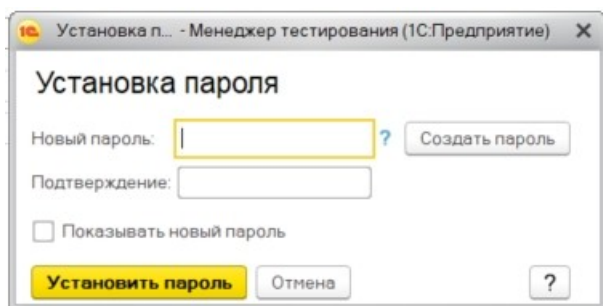 1С Установка п... - Менеджер тестирования (1С:Предприятие) ×
Установка пароля
Новый пароль: ? Создать пароль
Подтверждение:
Показывать новый пароль
Установить пароль Отмена ?